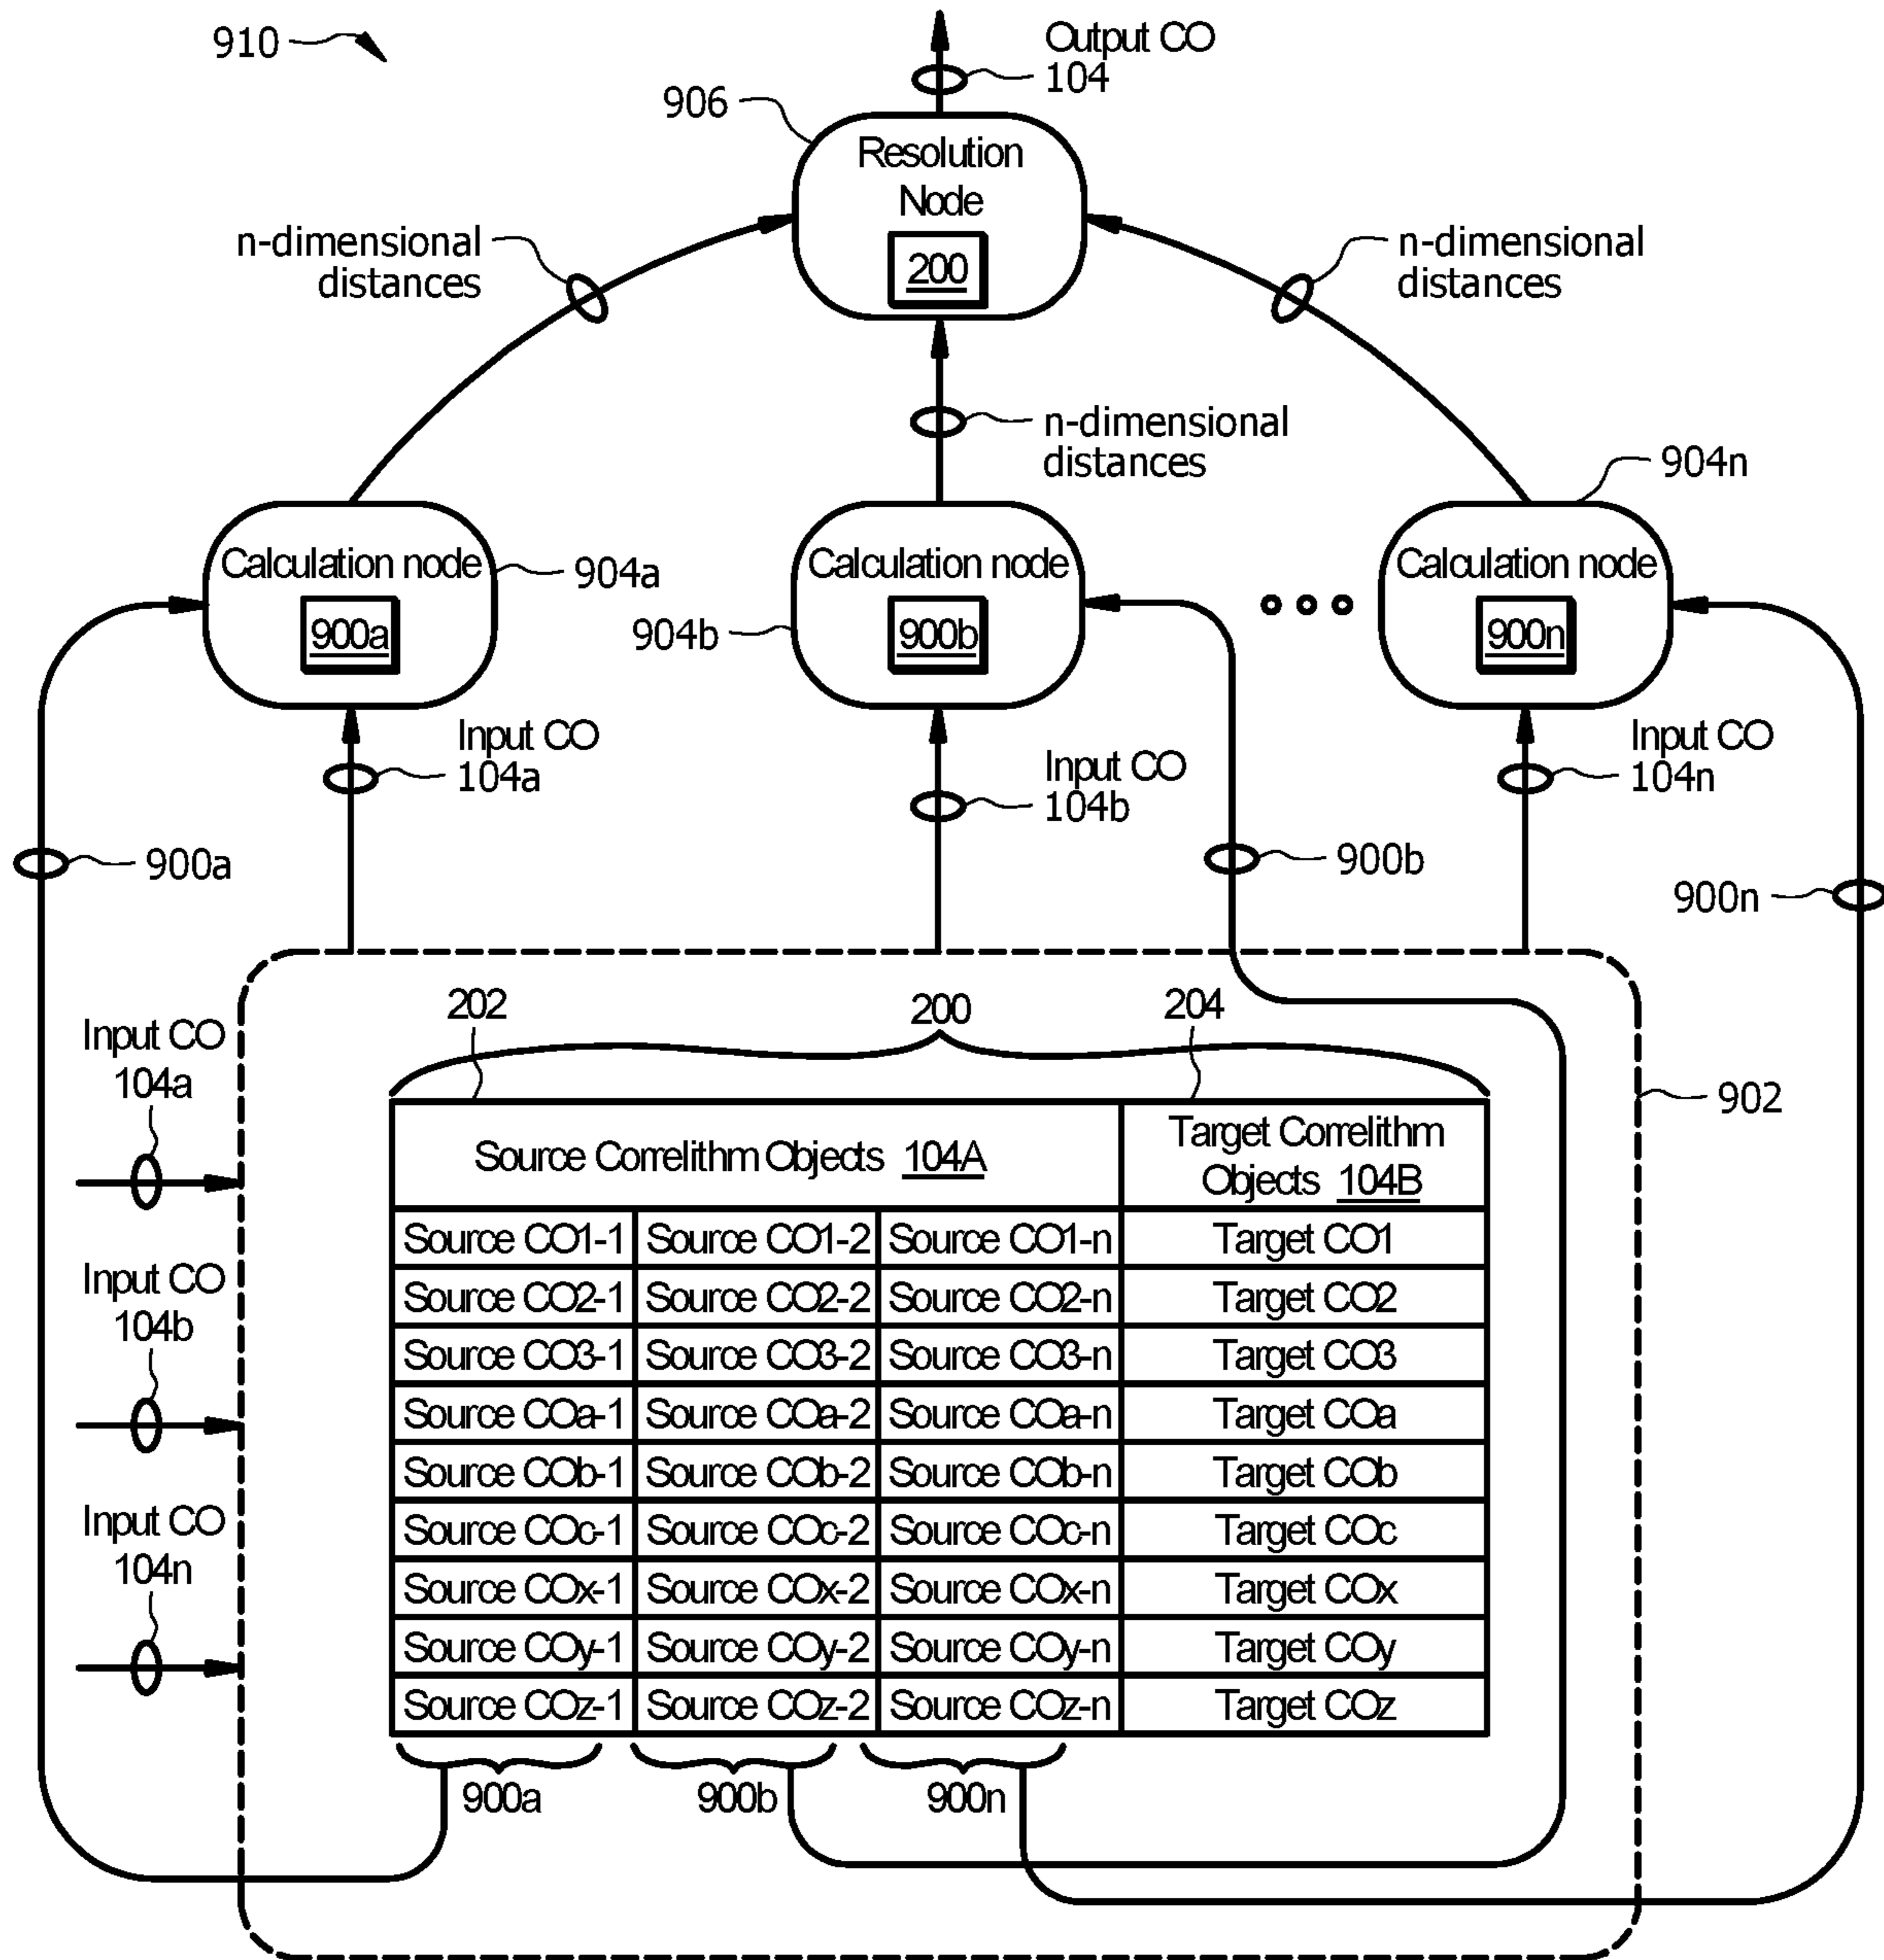 910
Output CO
104
906
Resolution
Node
200
n-dimensional
distances
n-dimensional
distances
n-dimensional
distances
904n
Calculation node
900a
904a
904b
Calculation node
900b
Calculation node
900n
Input CO
104a
Input CO
104b
Input CO
104n
900a
900b
900n
202
200
204
902
Input CO
104a
Input CO
104b
Input CO
104n
Source Correlithm Objects 104A
Target Correlithm
Objects 104B
Source CO1-1 Source CO1-2 Source CO1-n Target CO1
Source CO2-1 Source CO2-2 Source CO2-n Target CO2
Source CO3-1 Source CO3-2 Source CO3-n Target CO3
Source COa-1 Source COa-2 Source COa-n Target COa
Source COb-1 Source COb-2 Source COb-n Target COb
Source COc-1 Source COc-2 Source COc-n Target COc
Source COx-1 Source COx-2 Source COx-n Target COx
Source COy-1 Source COy-2 Source COy-n Target COy
Source COz-1 Source COz-2 Source COz-n Target COz
900a
900b
900n